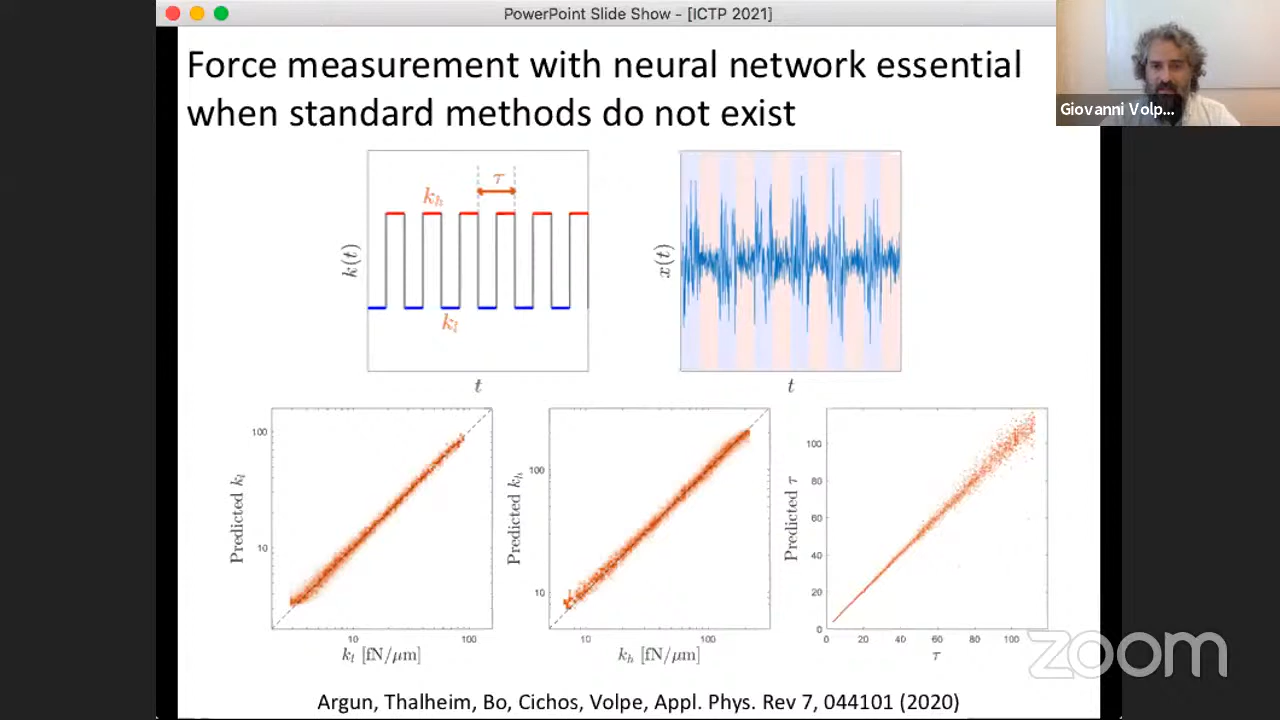 PowerPoint Slide Show - [ICTP 2021]
Force measurement with neural network essential
when standard methods do not exist
Giovanni Volp...
τ
k_h
k(t)
k_l
t
x(t)
t
Predicted k_l
100
10
10
100
k_l [fN/μm]
Predicted k_h
100
10
10
100
k_h [fN/μm]
Predicted τ
100
80
60
40
20
0
0
20
40
60
80
100
τ
zoom
Argun, Thalheim, Bo, Cichos, Volpe, Appl. Phys. Rev 7, 044101 (2020)